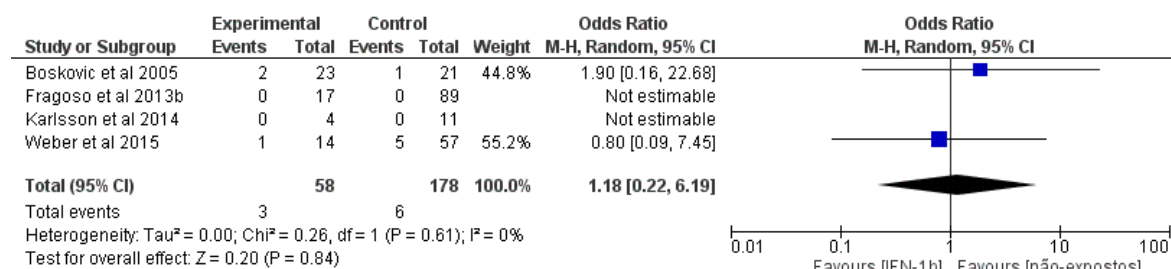 Experimental Control Odds Ratio Odds Ratio
Study or Subgroup Events Total Events Total Weight M-H, Random, 95% CI M-H, Random, 95% CI
Boskovic et al 2005 2 23 1 21 44.8% 1.90 [0.16, 22.68]
Fragoso et al 2013b 0 17 0 89 Not estimable
Karlsson et al 2014 0 4 0 11 Not estimable
Weber et al 2015 1 14 5 57 55.2% 0.80 [0.09, 7.45]
Total (95% CI) 58 178 100.0% 1.18 [0.22, 6.19]
Total events 3 6
Heterogeneity: Tau² = 0.00; Chi² = 0.26, df = 1 (P = 0.61); I² = 0%
Test for overall effect: Z = 0.20 (P = 0.84)
0.01 0.1 1 10 100
Favours [IFN-1b] Favours [não-expostos]